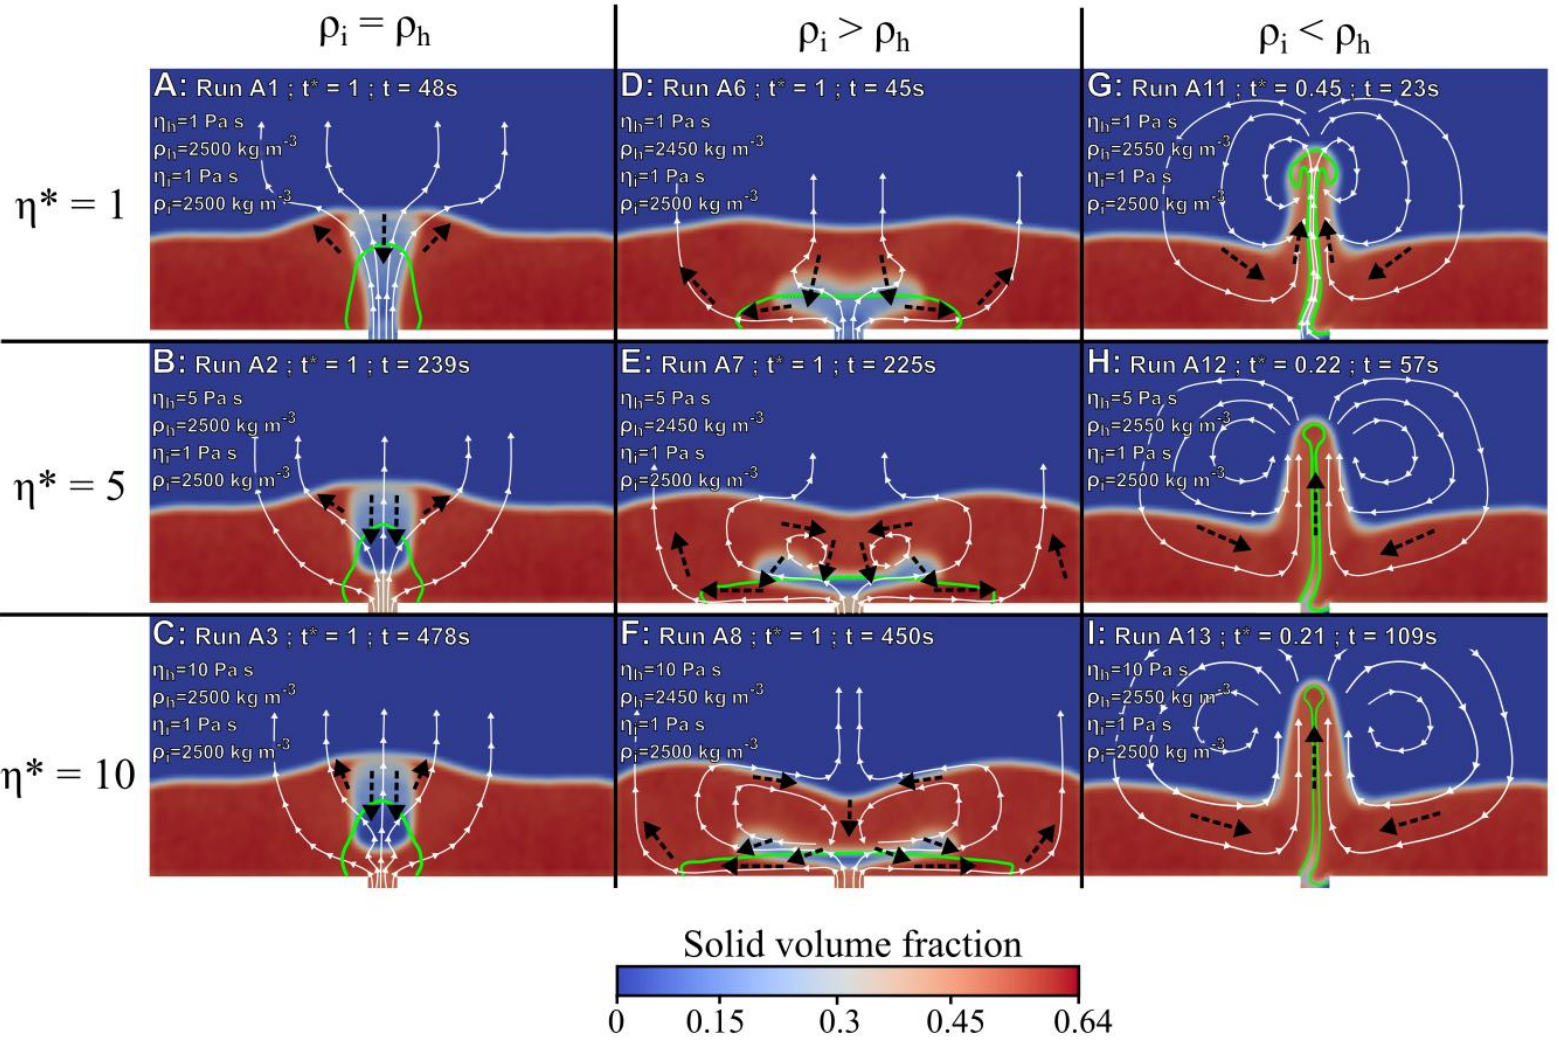 ρi = ρh
ρi > ρh
ρi < ρh
η* = 1
A: Run A1 ; t* = 1 ; t = 48s
ηh=1 Pa s
ρh=2500 kg m-3
ηi=1 Pa s
ρi=2500 kg m-3
D: Run A6 ; t* = 1 ; t = 45s
ηh=1 Pa s
ρh=2450 kg m-3
ηi=1 Pa s
ρi=2500 kg m-3
G: Run A11 ; t* = 0.45 ; t = 23s
ηh=1 Pa s
ρh=2550 kg m-3
ηi=1 Pa s
ρi=2500 kg m-3
η* = 5
B: Run A2 ; t* = 1 ; t = 239s
ηh=5 Pa s
ρh=2500 kg m-3
ηi=1 Pa s
ρi=2500 kg m-3
E: Run A7 ; t* = 1 ; t = 225s
ηh=5 Pa s
ρh=2450 kg m-3
ηi=1 Pa s
ρi=2500 kg m-3
H: Run A12 ; t* = 0.22 ; t = 57s
ηh=5 Pa s
ρh=2550 kg m-3
ηi=1 Pa s
ρi=2500 kg m-3
η* = 10
C: Run A3 ; t* = 1 ; t = 478s
ηh=10 Pa s
ρh=2500 kg m-3
ηi=1 Pa s
ρi=2500 kg m-3
F: Run A8 ; t* = 1 ; t = 450s
ηh=10 Pa s
ρh=2450 kg m-3
ηi=1 Pa s
ρi=2500 kg m-3
I: Run A13 ; t* = 0.21 ; t = 109s
ηh=10 Pa s
ρh=2550 kg m-3
ηi=1 Pa s
ρi=2500 kg m-3
Solid volume fraction
0 0.15 0.3 0.45 0.64